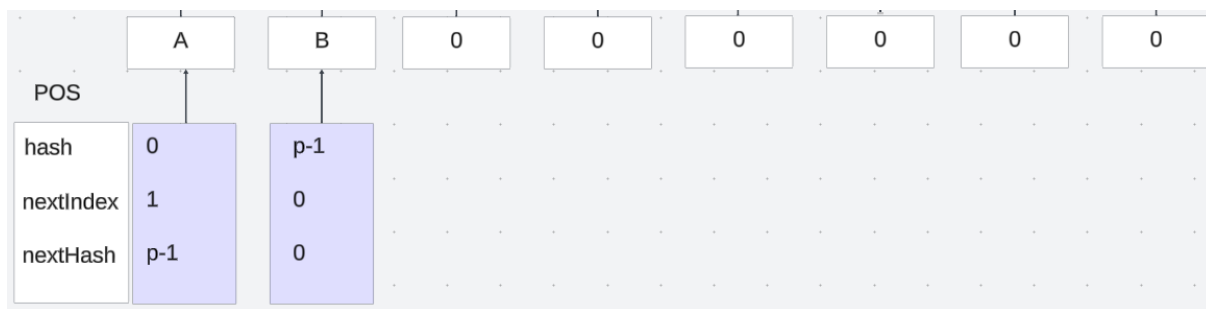 A B 0 0 0 0 0 0
POS
hash 0 p-1
nextIndex 1 0
nextHash p-1 0